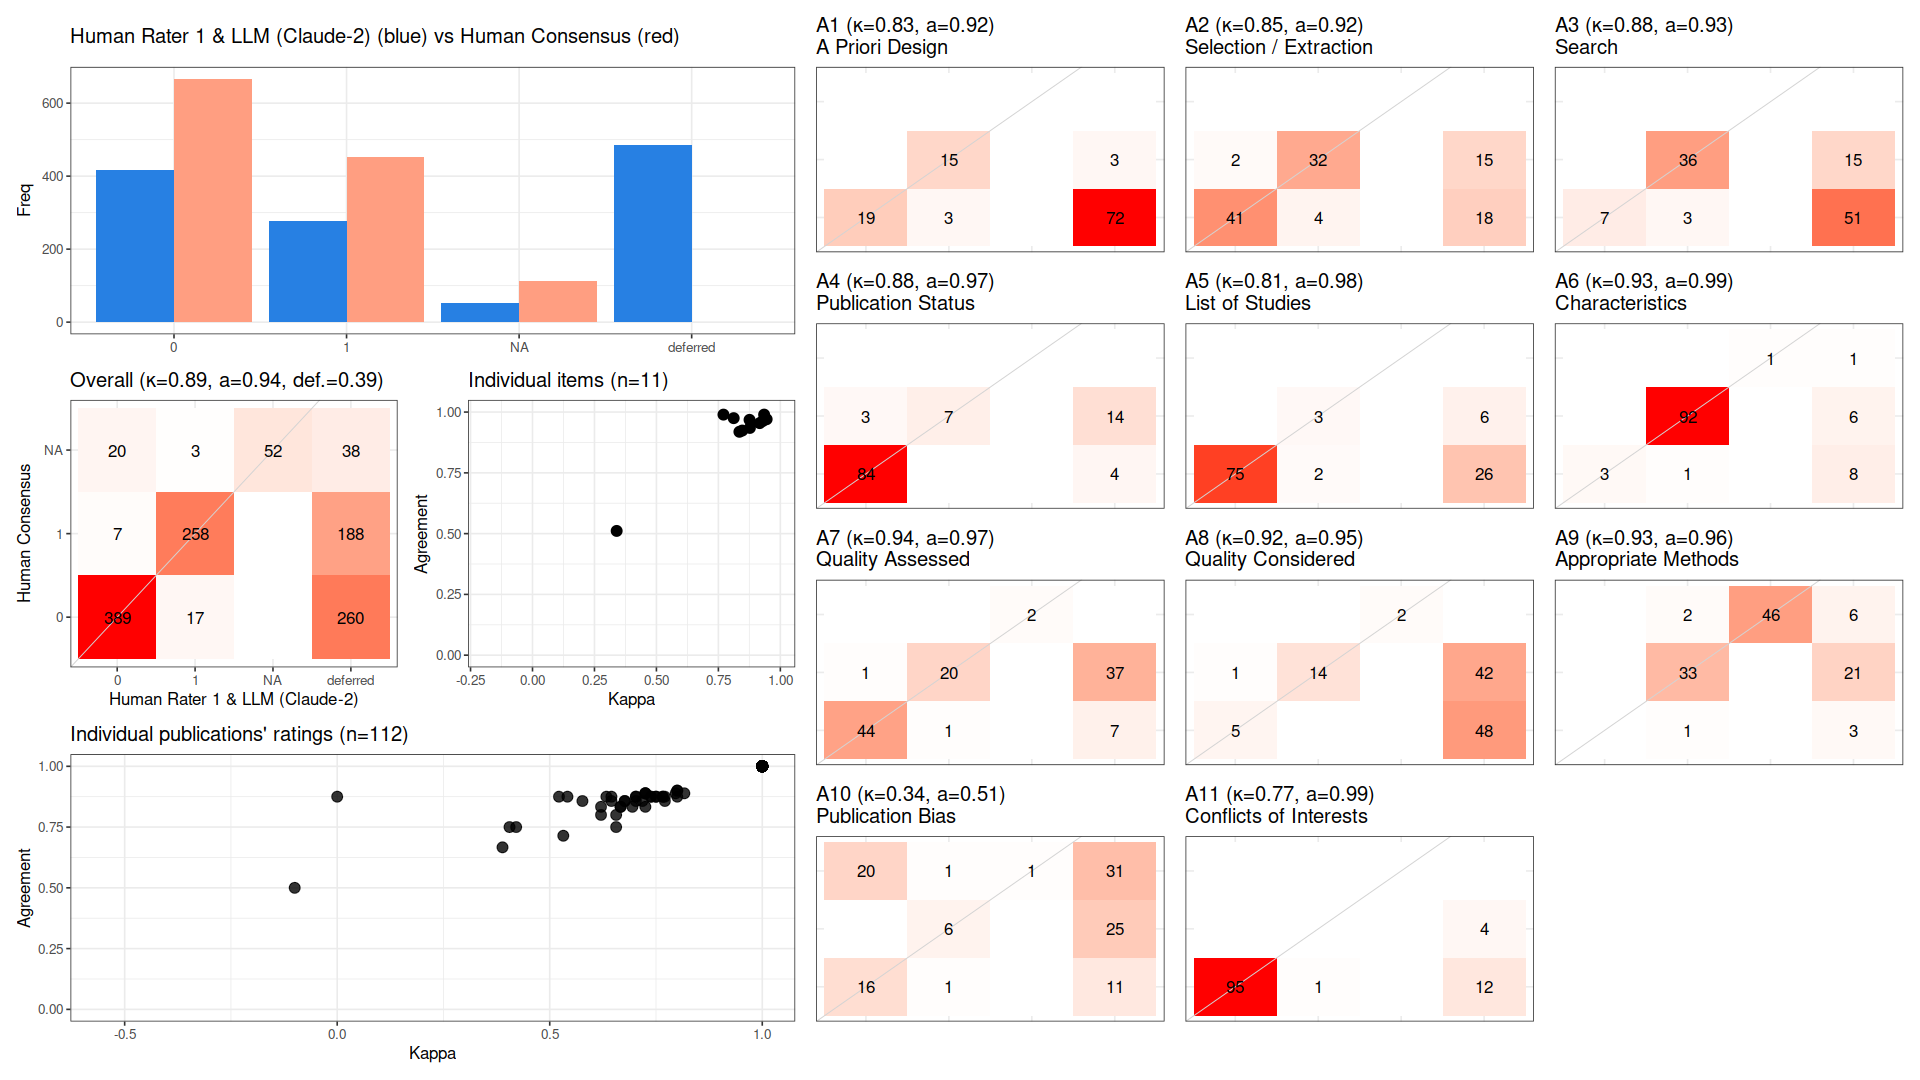 Human Rater 1 & LLM (Claude-2) (blue) vs Human Consensus (red)
Freq
600
400
200
0
0 1 NA deferred
Overall (κ=0.89, a=0.94, def.=0.39)
Human Consensus
NA 20 3 52 38
1 7 258 188
0 389 17 260
0 1 NA deferred
Human Rater 1 & LLM (Claude-2)
Individual items (n=11)
Agreement
1.00
0.75
0.50
0.25
0.00
-0.25 0.00 0.25 0.50 0.75 1.00
Kappa
Individual publications' ratings (n=112)
Agreement
1.00
0.75
0.50
0.25
0.00
-0.5 0.0 0.5 1.0
Kappa
A1 (κ=0.83, a=0.92)
A Priori Design
15 3
19 3 72
A2 (κ=0.85, a=0.92)
Selection / Extraction
2 32 15
41 4 18
A3 (κ=0.88, a=0.93)
Search
36 15
7 3 51
A4 (κ=0.88, a=0.97)
Publication Status
3 7 14
84 4
A5 (κ=0.81, a=0.98)
List of Studies
3 6
75 2 26
A6 (κ=0.93, a=0.99)
Characteristics
1 1
92 6
3 1 8
A7 (κ=0.94, a=0.97)
Quality Assessed
2
1 20 37
44 1 7
A8 (κ=0.92, a=0.95)
Quality Considered
2
1 14 42
5 48
A9 (κ=0.93, a=0.96)
Appropriate Methods
2 46 6
33 21
1 3
A10 (κ=0.34, a=0.51)
Publication Bias
20 1 1 31
6 25
16 1 11
A11 (κ=0.77, a=0.99)
Conflicts of Interests
4
95 1 12